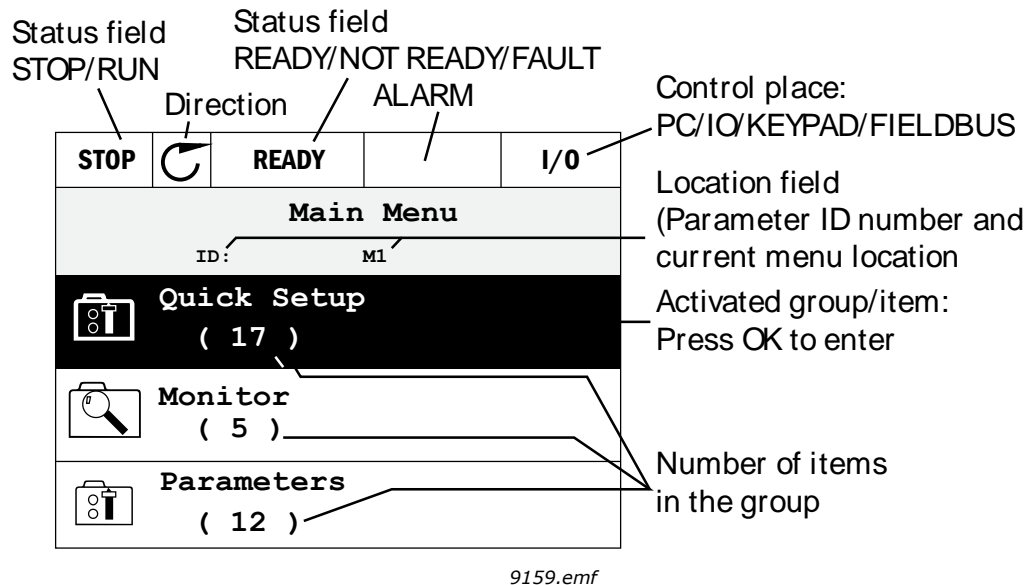 Status field
STOP/RUN
Status field
READY/NOT READY/FAULT
Direction
ALARM
Control place:
PC/IO/KEYPAD/FIELDBUS
STOP
READY
I/O
Main Menu
ID:
M1
Location field
(Parameter ID number and
current menu location
Quick Setup
( 17 )
Activated group/item:
Press OK to enter
Monitor
( 5 )
Parameters
( 12 )
Number of items
in the group
9159.emf